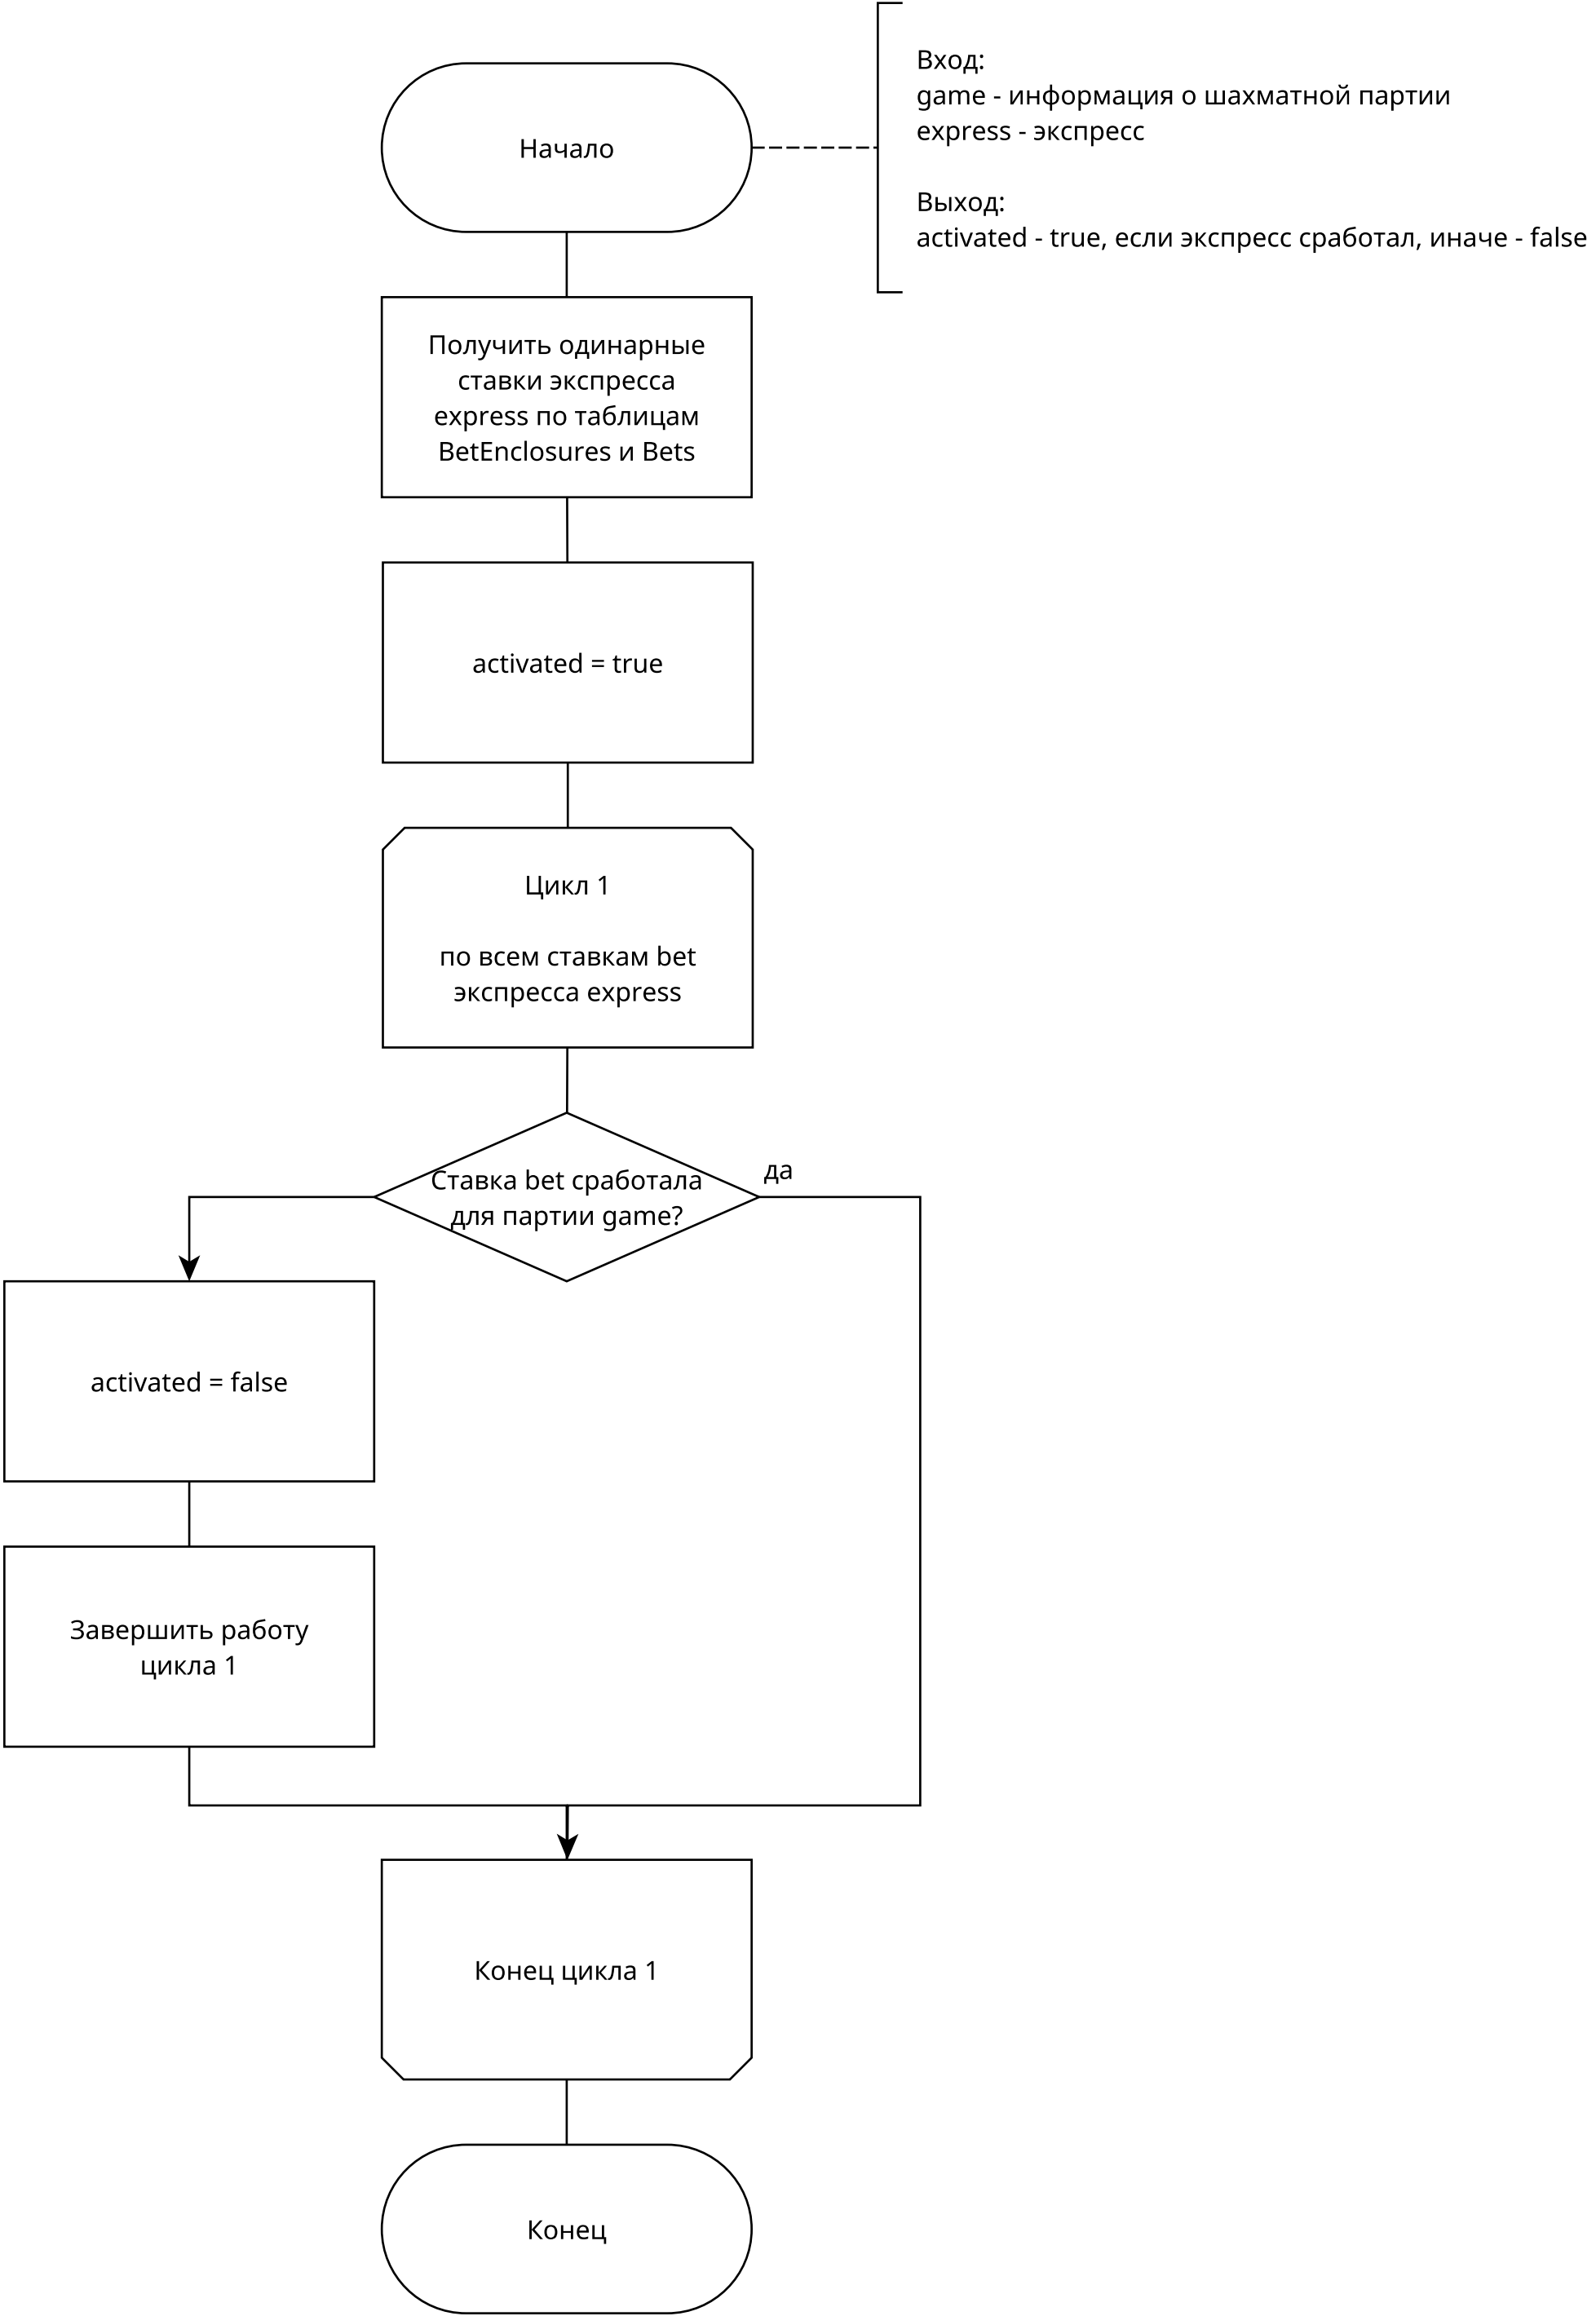 Начало
Вход:
game - информация о шахматной партии
express - экспресс
Выход:
activated - true, если экспресс сработал, иначе - false
Получить одинарные
ставки экспресса
express по таблицам
BetEnclosures и Bets
activated = true
Цикл 1
по всем ставкам bet
экспресса express
Ставка bet сработала
для партии game?
да
activated = false
Завершить работу
цикла 1
Конец цикла 1
Конец